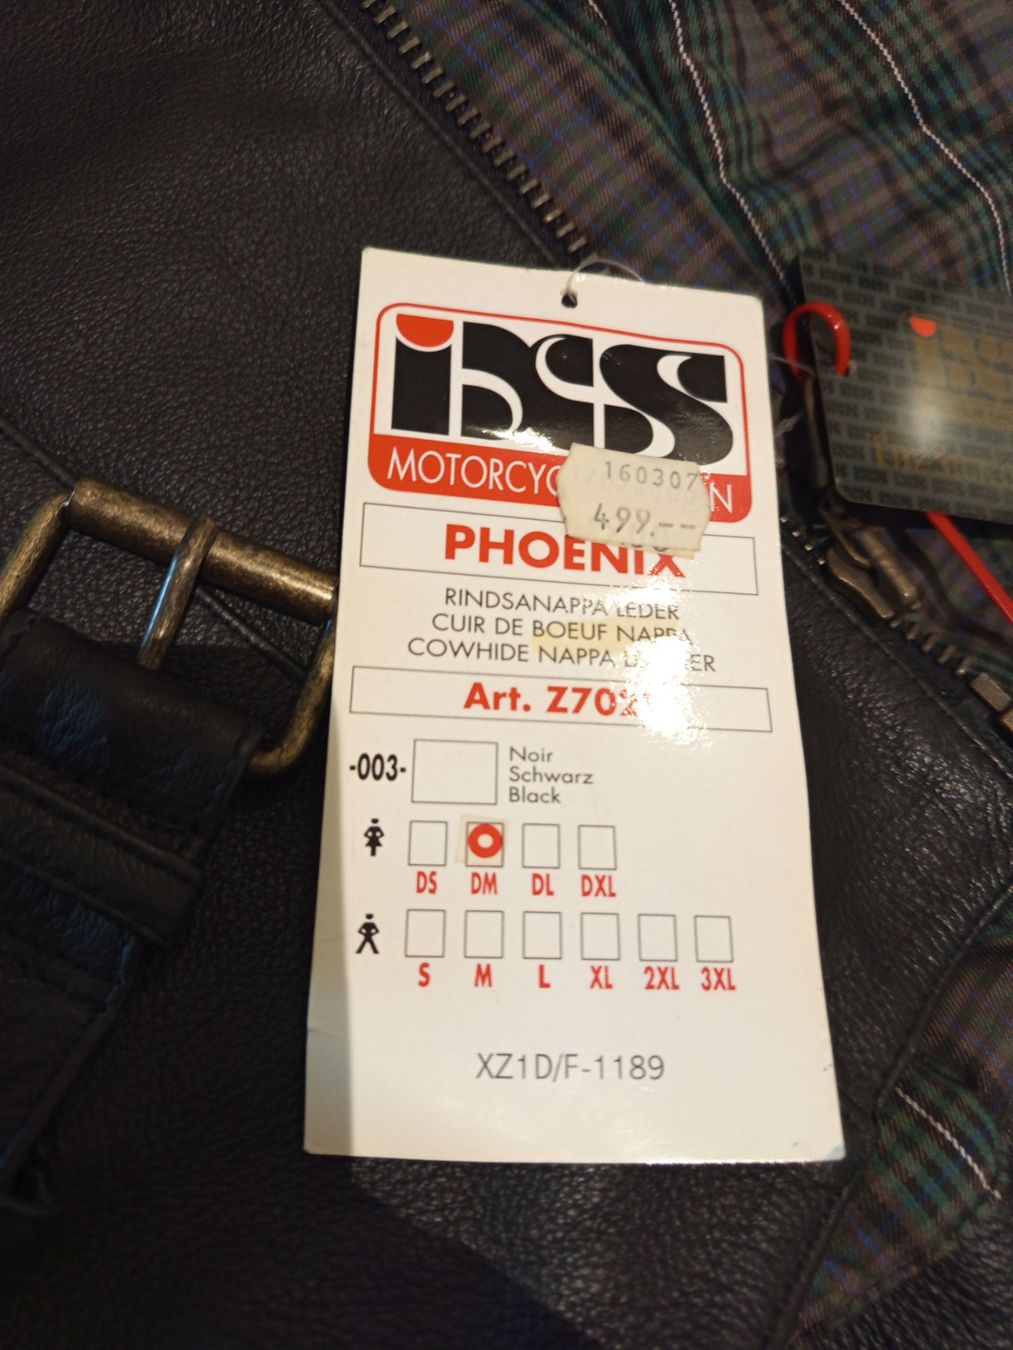 iXS
MOTORCYC
N
160307
499.--
PHOENIX
RINDSANAPPA LEDER
CUIR DE BOEUF NAPPA
COWHIDE NAPPA
Art.
-003-
Noir
Schwarz
Black
DS DM DL DXL
S M L XL 2XL 3XL
XZ1D/F-1189